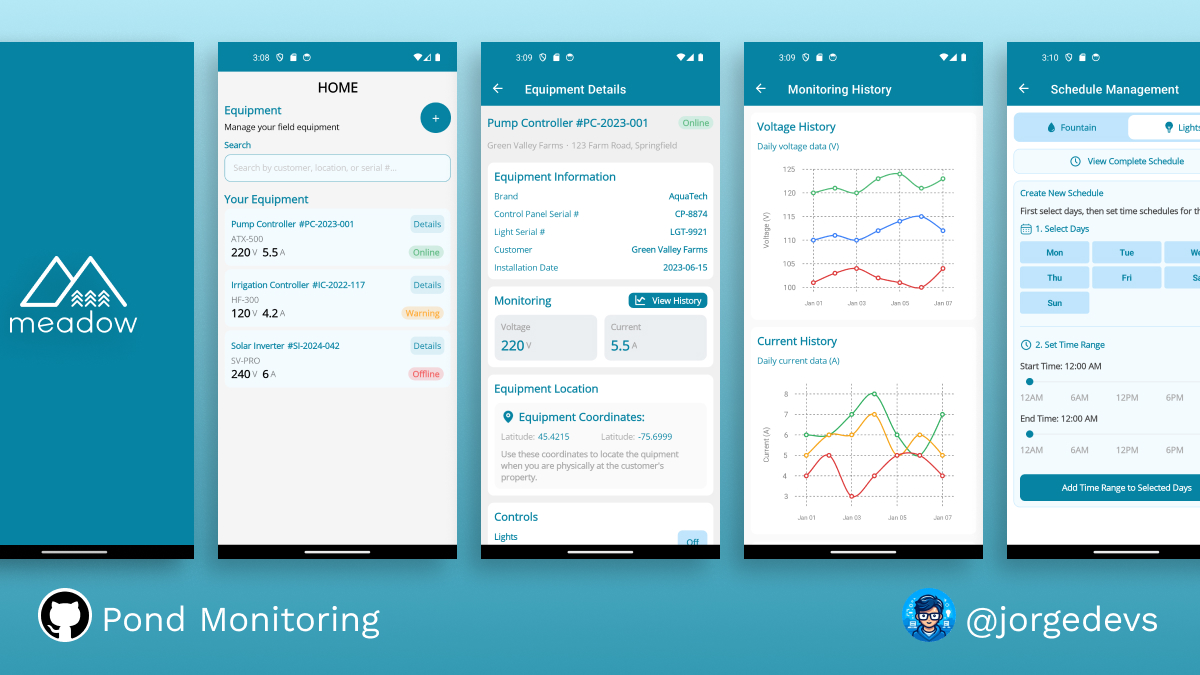 meadow
3:08
HOME
Equipment
Manage your field equipment
+
Search
Search by customer, location, or serial #...
Your Equipment
Pump Controller #PC-2023-001
Details
ATX-500
220 V 5.5 A
Online
Irrigation Controller #IC-2022-117
Details
HF-300
120 V 4.2 A
Warning
Solar Inverter #SI-2024-042
Details
SV-PRO
240 V 6 A
Offline
3:09
Equipment Details
Pump Controller #PC-2023-001
Online
Green Valley Farms · 123 Farm Road, Springfield
Equipment Information
Brand AquaTech
Control Panel Serial # CP-8874
Light Serial # LGT-9921
Customer Green Valley Farms
Installation Date 2023-06-15
Monitoring
View History
Voltage
220 V
Current
5.5 A
Equipment Location
Equipment Coordinates:
Latitude: 45.4215 Latitude: -75.6999
Use these coordinates to locate the quipment
when you are physically at the customer's
property.
Controls
Lights
Off
3:09
Monitoring History
Voltage History
Daily voltage data (V)
Voltage (V)
125
120
115
110
105
100
Jan 01 Jan 03 Jan 05 Jan 07
Current History
Daily current data (A)
Current (A)
8
7
6
5
4
3
Jan 01 Jan 03 Jan 05 Jan 07
3:10
Schedule Management
Fountain
Lights
View Complete Schedule
Create New Schedule
First select days, then set time schedules for th
1. Select Days
Mon Tue We
Thu Fri Sa
Sun
2. Set Time Range
Start Time: 12:00 AM
12AM 6AM 12PM 6PM
End Time: 12:00 AM
12AM 6AM 12PM 6PM
Add Time Range to Selected Days
Pond Monitoring
@jorgedevs